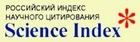 РОССИЙСКИЙ ИНДЕКС
НАУЧНОГО ЦИТИРОВАНИЯ
Science Index*